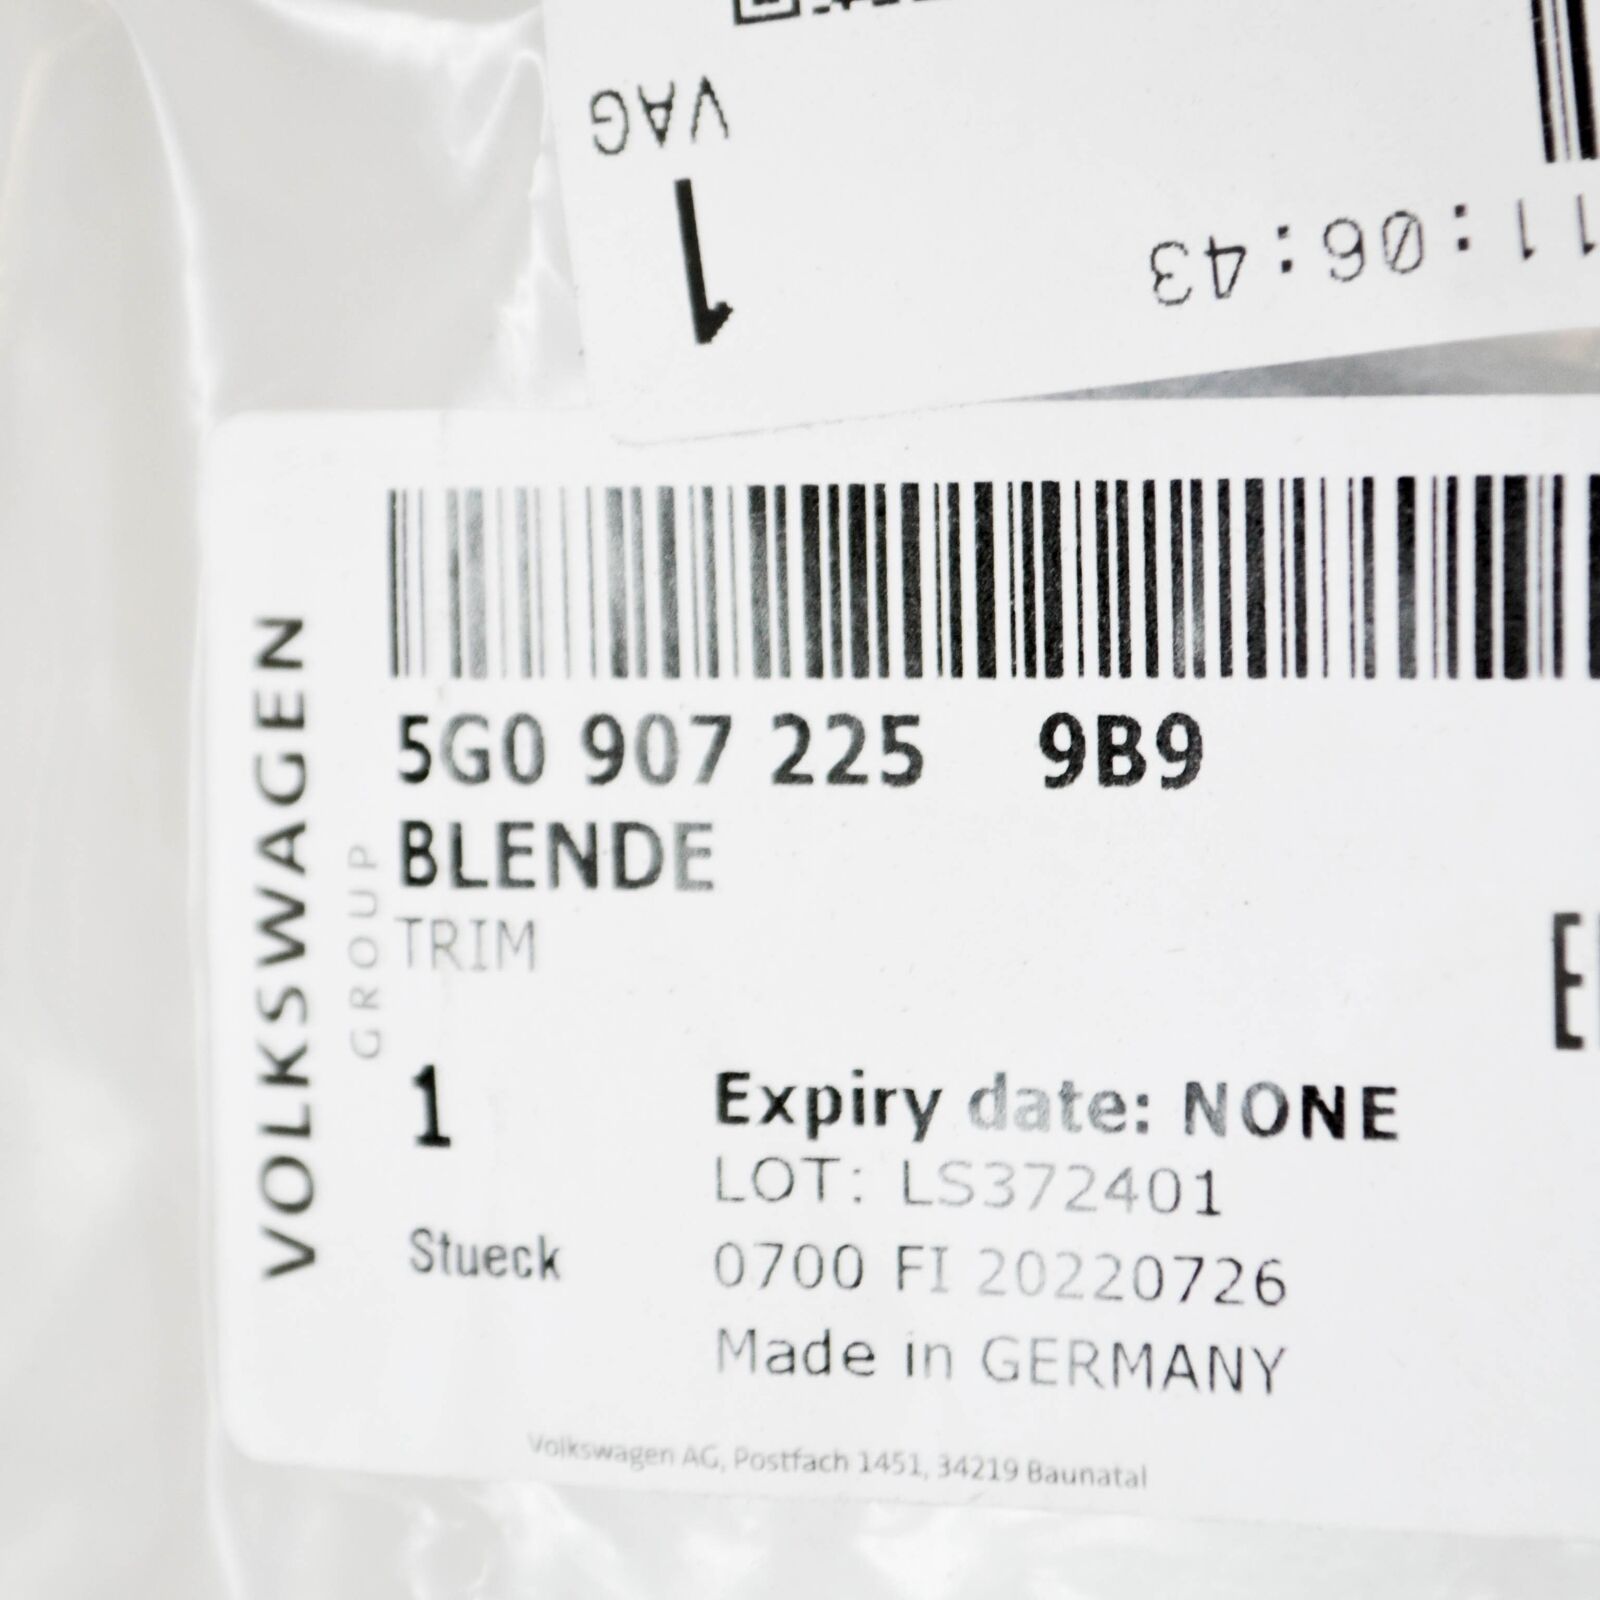 VAG
1
11:06:43
VOLKSWAGEN
GROUP
5G0 907 225 9B9
BLENDE
TRIM
1
Stueck
Expiry date: NONE
LOT: LS372401
0700 FI 20220726
Made in GERMANY
Volkswagen AG, Postfach 1451, 34219 Baunatal